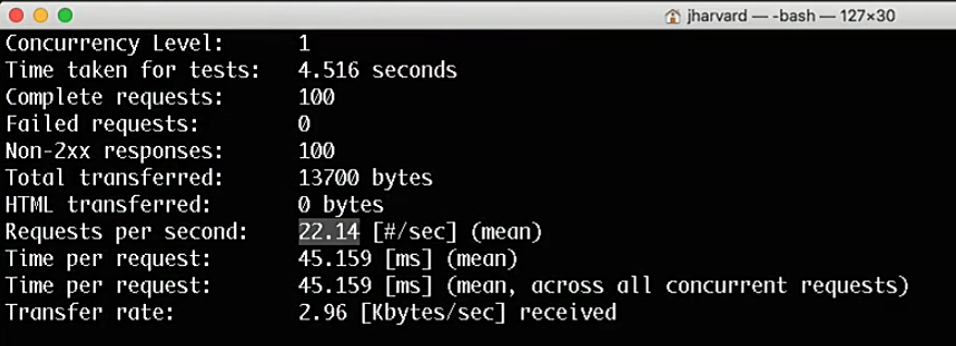 jharvard — -bash — 127×30
Concurrency Level: 1
Time taken for tests: 4.516 seconds
Complete requests: 100
Failed requests: 0
Non-2xx responses: 100
Total transferred: 13700 bytes
HTML transferred: 0 bytes
Requests per second: 22.14 [#/sec] (mean)
Time per request: 45.159 [ms] (mean)
Time per request: 45.159 [ms] (mean, across all concurrent requests)
Transfer rate: 2.96 [Kbytes/sec] received